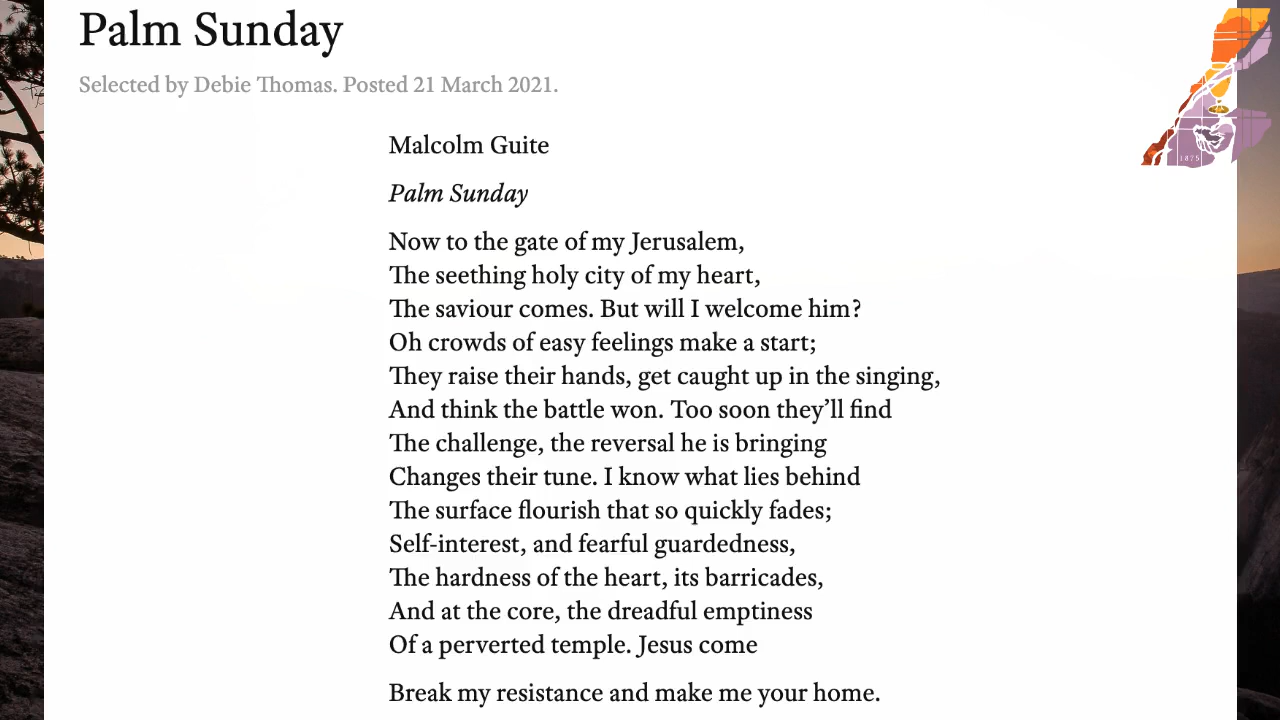 Palm Sunday
Selected by Debie Thomas. Posted 21 March 2021.
Malcolm Guite
Palm Sunday
Now to the gate of my Jerusalem,
The seething holy city of my heart,
The saviour comes. But will I welcome him?
Oh crowds of easy feelings make a start;
They raise their hands, get caught up in the singing,
And think the battle won. Too soon they’ll find
The challenge, the reversal he is bringing
Changes their tune. I know what lies behind
The surface flourish that so quickly fades;
Self-interest, and fearful guardedness,
The hardness of the heart, its barricades,
And at the core, the dreadful emptiness
Of a perverted temple. Jesus come
Break my resistance and make me your home.
1875